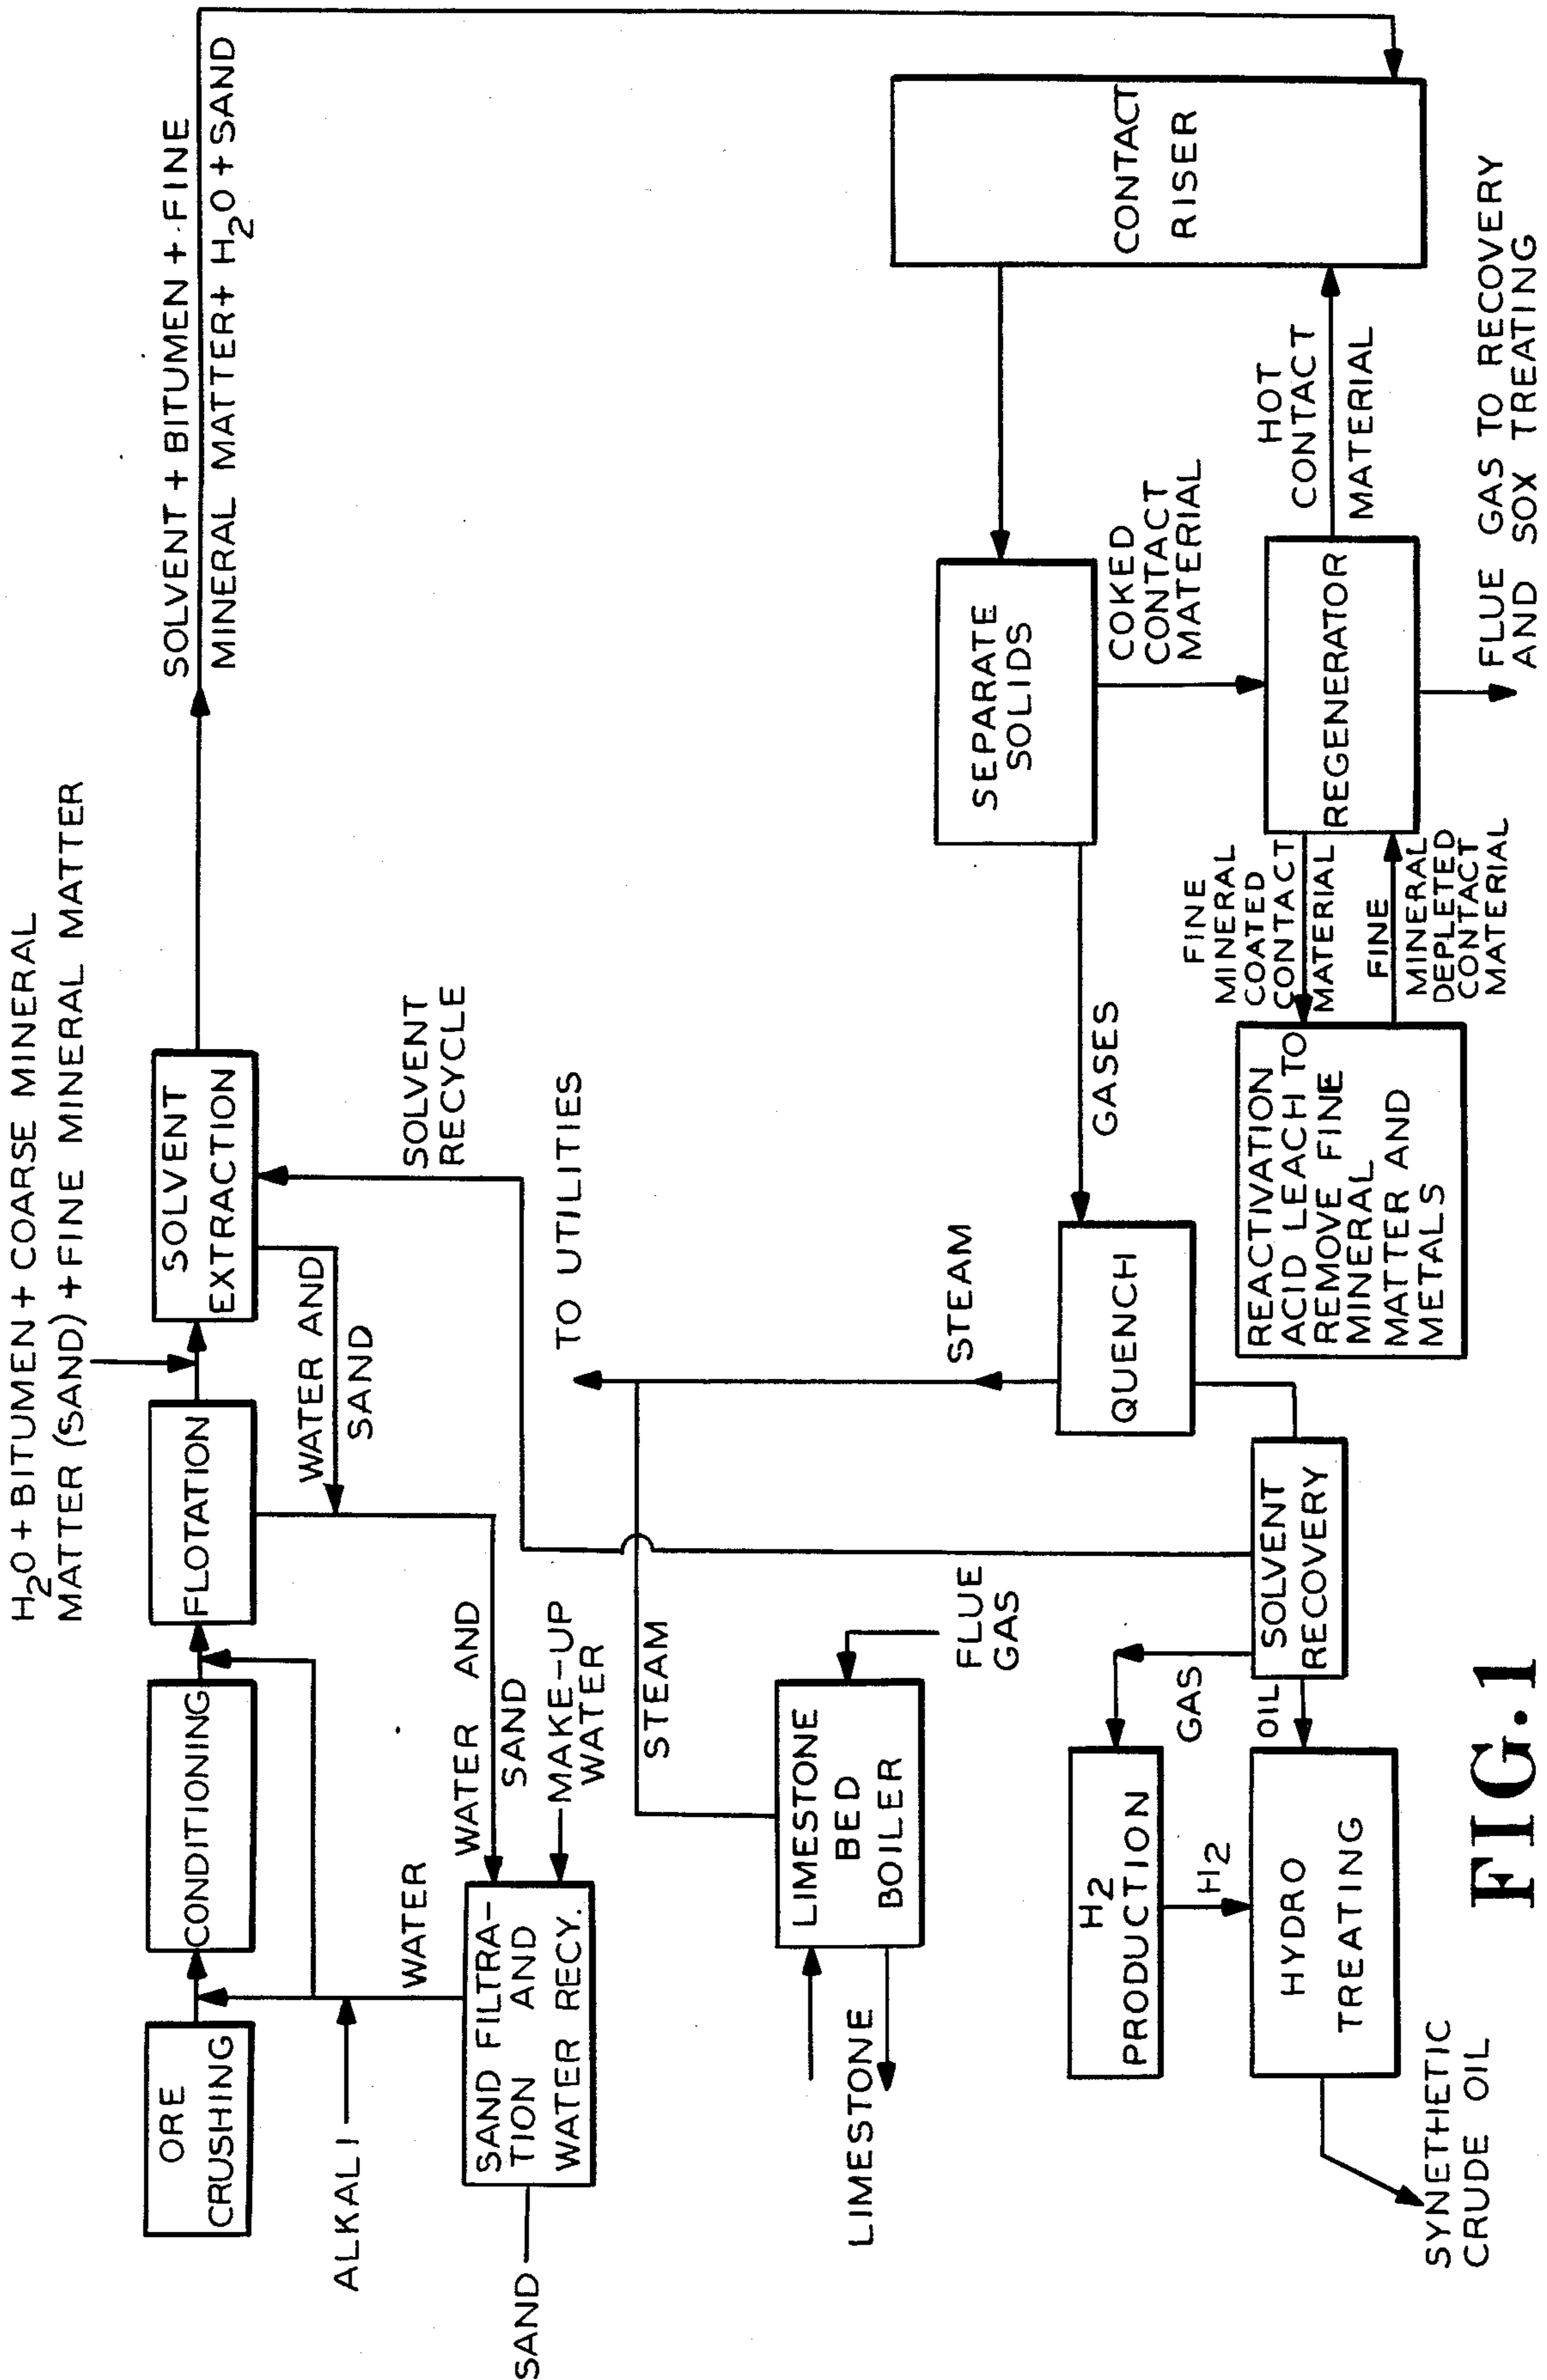 H2O + BITUMEN + COARSE MINERAL
MATTER (SAND) + FINE MINERAL MATTER
ORE
CRUSHING
CONDITIONING
FLOTATION
SOLVENT
EXTRACTION
SOLVENT + BITUMEN + FINE
MINERAL MATTER + H2O + SAND
ALKALI
WATER
WATER AND
SAND
WATER AND
SAND
SOLVENT
RECYCLE
SAND
SAND FILTRA-
TION AND
WATER RECY.
MAKE-UP
WATER
TO UTILITIES
STEAM
STEAM
LIMESTONE
LIMESTONE
BED
BOILER
FLUE
GAS
QUENCH
GASES
SEPARATE
SOLIDS
CONTACT
RISER
COKED
CONTACT
MATERIAL
HOT
CONTACT
MATERIAL
H2
PRODUCTION
GAS
H2
OIL
SOLVENT
RECOVERY
HYDRO
TREATING
REACTIVATION
ACID LEACH TO
REMOVE FINE
MINERAL
MATTER AND
METALS
FINE
MINERAL
COATED
CONTACT
MATERIAL
FINE
MINERAL
DEPLETED
CONTACT
MATERIAL
REGENERATOR
FLUE GAS TO RECOVERY
AND SOX TREATING
SYNETHETIC
CRUDE OIL
FIG. 1